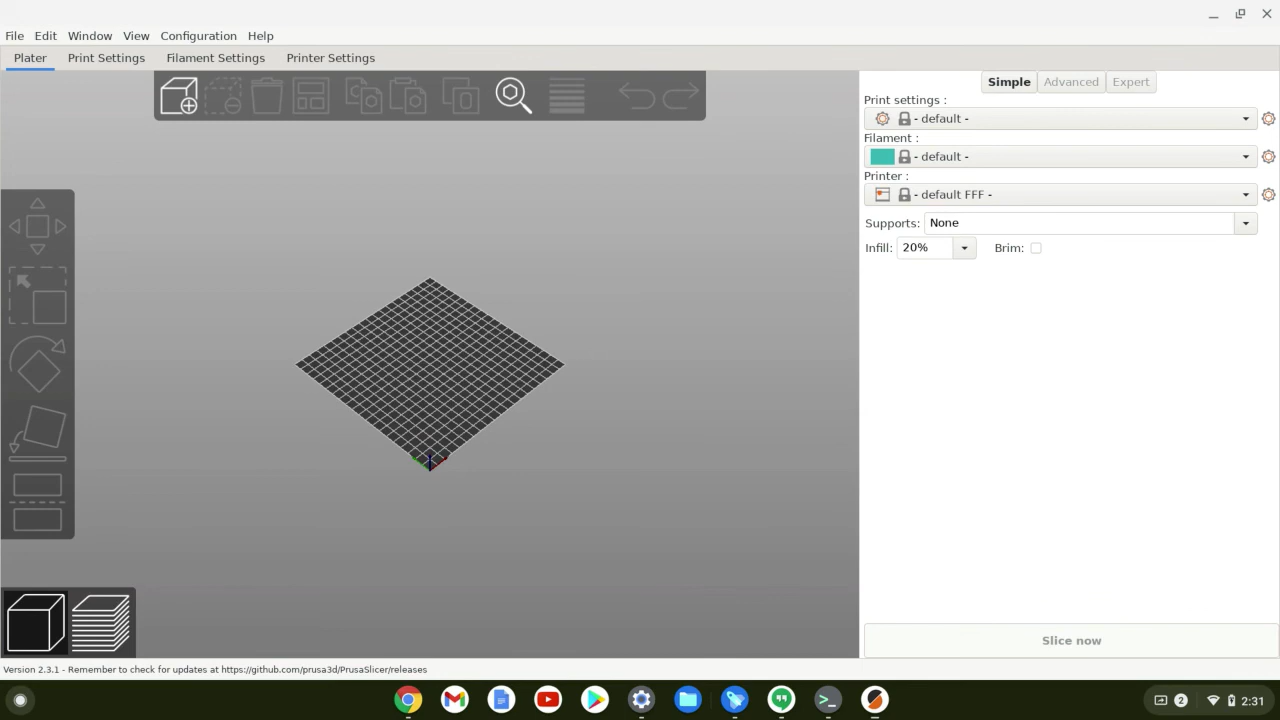 File Edit Window View Configuration Help
Plater Print Settings Filament Settings Printer Settings
Simple Advanced Expert
Print settings :
- default -
Filament :
- default -
Printer :
- default FFF -
Supports: None
Infill: 20% Brim:
Slice now
Version 2.3.1 - Remember to check for updates at https://github.com/prusa3d/PrusaSlicer/releases
2 2:31